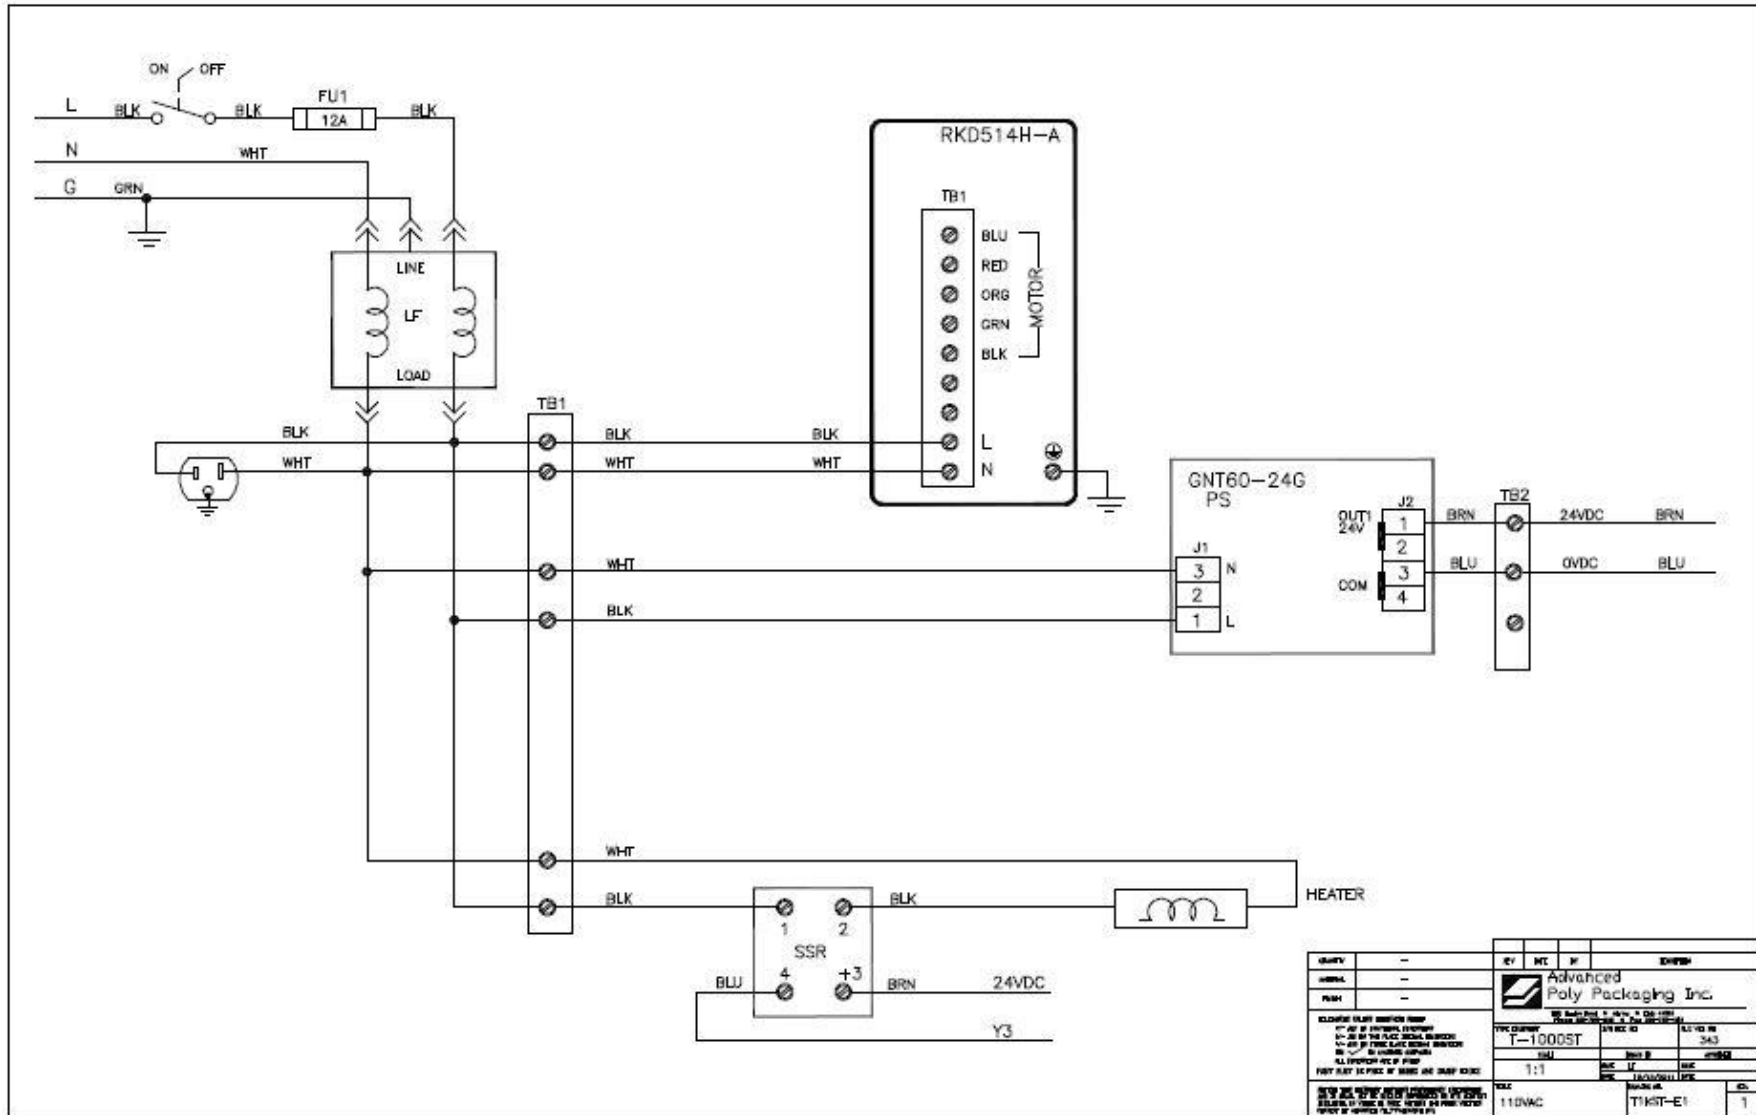 ON OFF
L BLK BLK FU1 12A BLK
N WHT
G GRN
LINE
LF
LOAD
RKD514H-A
TB1
BLU
RED
ORG
GRN
BLK
MOTOR
L
N
TB1
BLK BLK BLK
WHT WHT WHT
GNT60-24G
PS
J1
3 N
2
1 L
OUT1
24V
COM
J2
1
2
3
4
TB2
BRN 24VDC BRN
BLU 0VDC BLU
WHT
BLK
WHT
HEATER
BLK BLK
1 2
SSR
4 +3
BLU BRN 24VDC
Y3
Advanced
Poly Packaging Inc.
T-1000ST 343
1:1
110VAC T1KST-E1 1